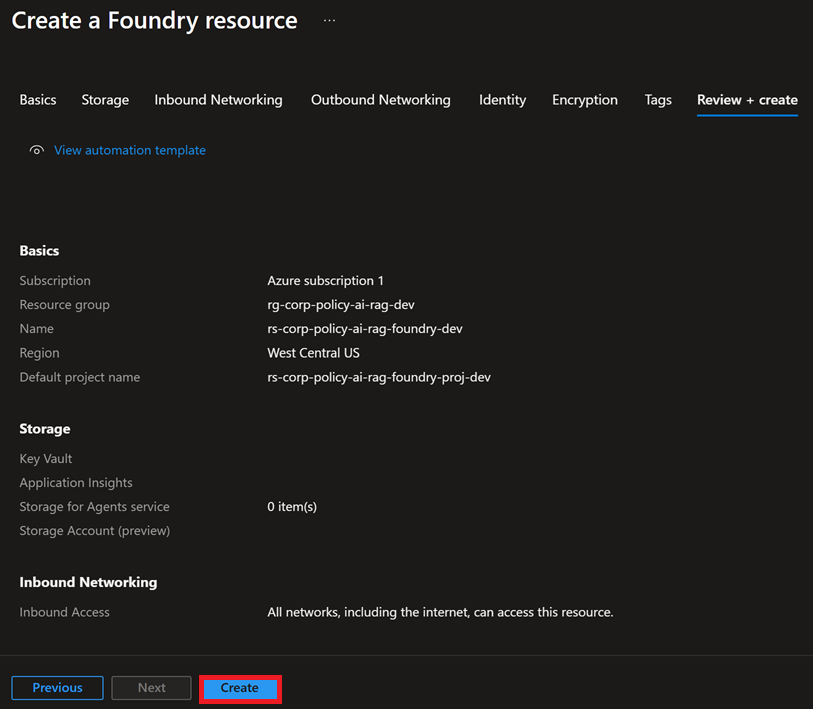 Create a Foundry resource ...
Basics Storage Inbound Networking Outbound Networking Identity Encryption Tags Review + create
View automation template
Basics
Subscription Azure subscription 1
Resource group rg-corp-policy-ai-rag-dev
Name rs-corp-policy-ai-rag-foundry-dev
Region West Central US
Default project name rs-corp-policy-ai-rag-foundry-proj-dev
Storage
Key Vault
Application Insights
Storage for Agents service 0 item(s)
Storage Account (preview)
Inbound Networking
Inbound Access All networks, including the internet, can access this resource.
Previous Next Create